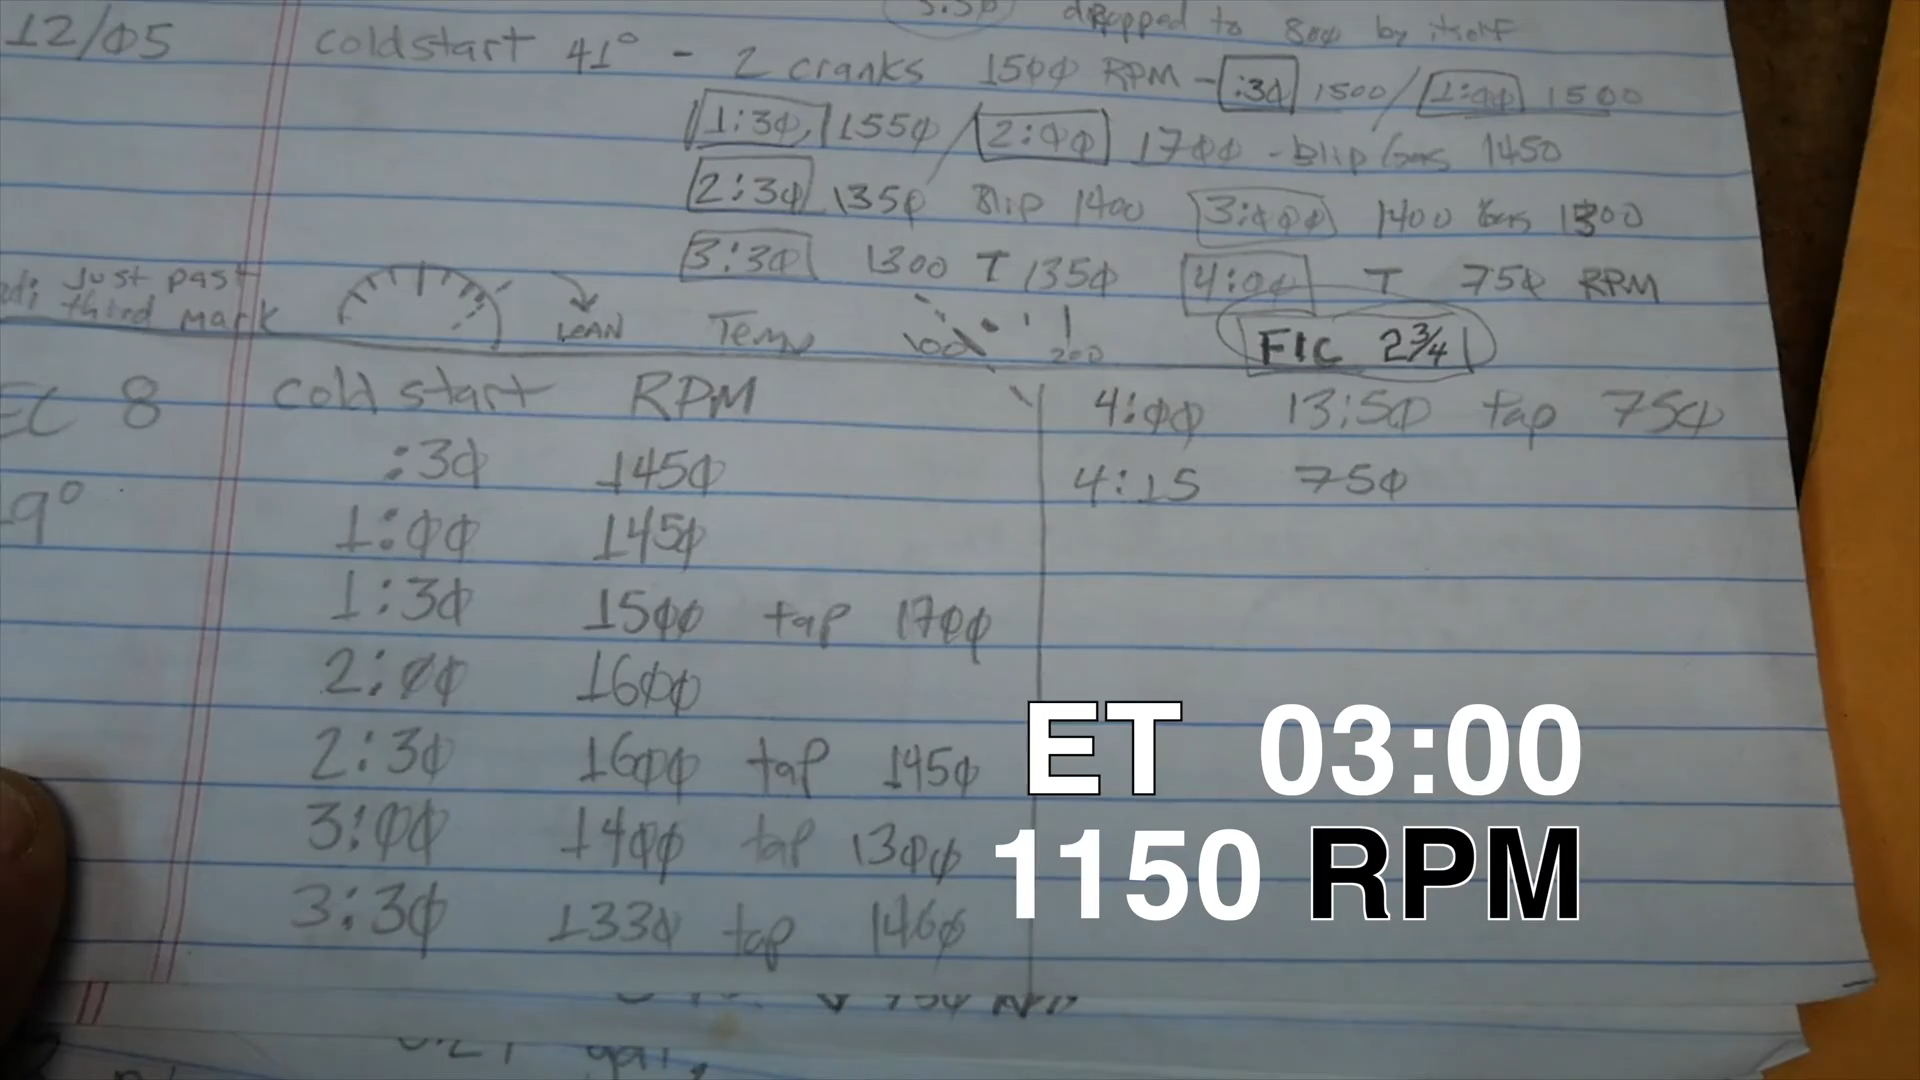 dropped to 800 by itself
12/05 coldstart 41° - 2 cranks 1500 RPM - :30 1500 / 1:00 1500
1:30 1550 / 2:00 1700 - blip Gas 1450
2:30 1350 Blip 1400 3:00 1400 Gas 1300
3:30 1300 T 1350 4:00 T 750 RPM
just past
third mark LEAN Temp 100 200 FIC 2 3/4
8 cold start RPM 4:00 13:50 tap 750
:30 1450 4:15 750
9°
1:00 1450
1:30 1500 tap 1700
2:00 1600
2:30 1600 tap 1450
3:00 1400 tap 1300
3:30 1330 tap 1460
ET 03:00
1150 RPM